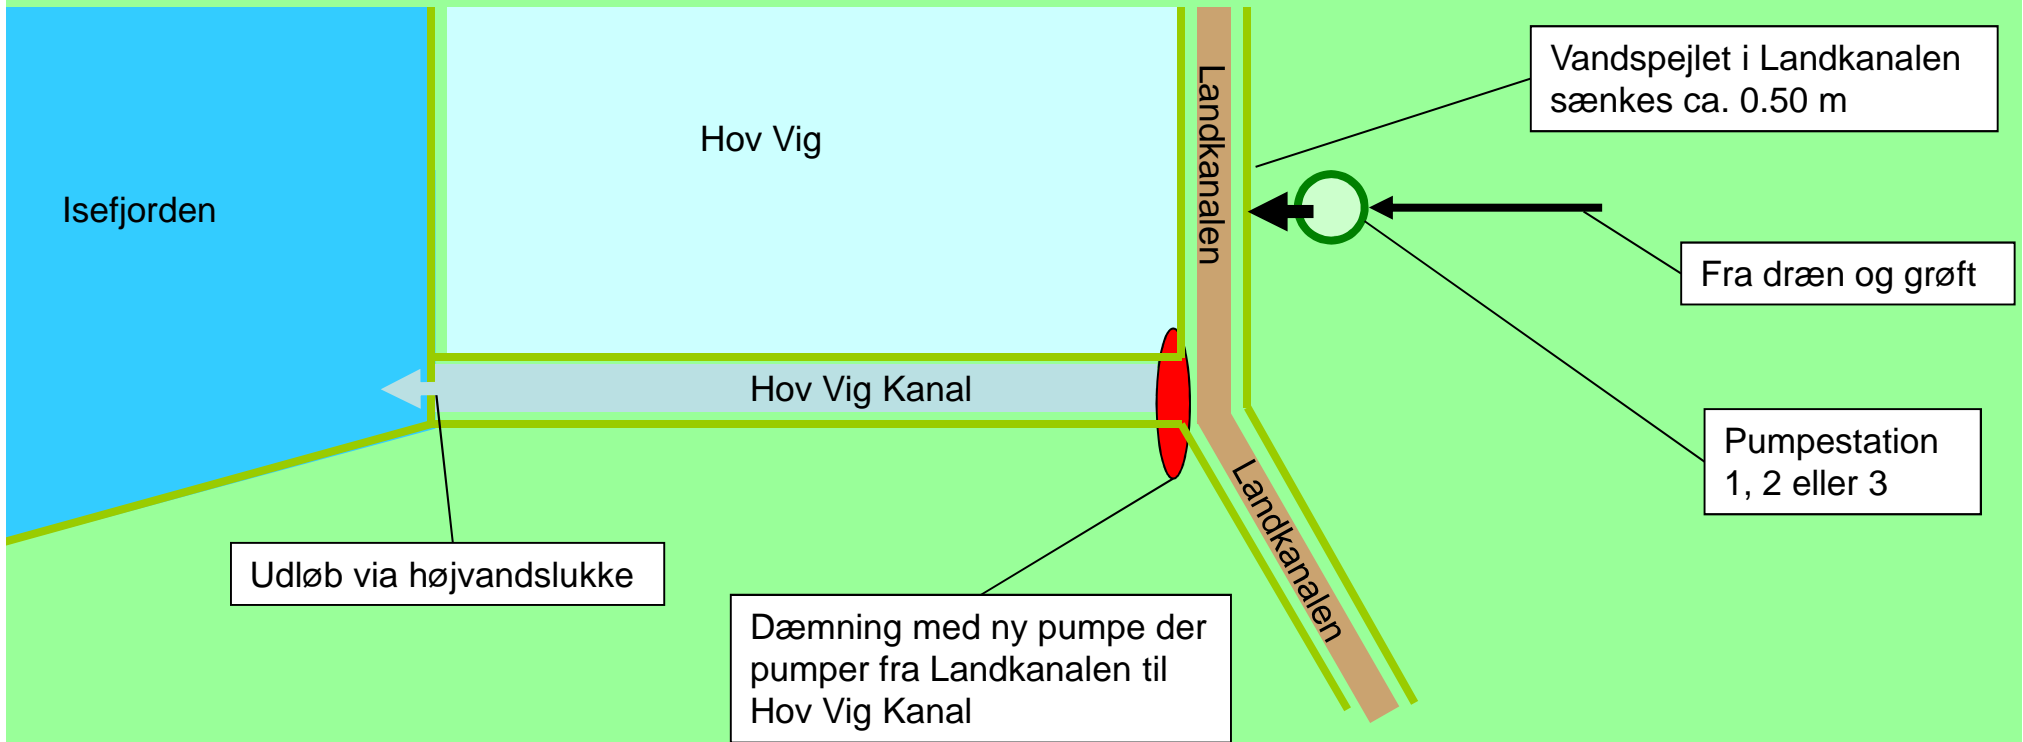 Vandspejlet i Landkanalen
sænkes ca. 0.50 m
Landkanalen
Hov Vig
Isefjorden
Fra dræn og grøft
Hov Vig Kanal
Pumpestation
1, 2 eller 3
Landkanalen
Udløb via højvandslukke
Dæmning med ny pumpe der
pumper fra Landkanalen til
Hov Vig Kanal